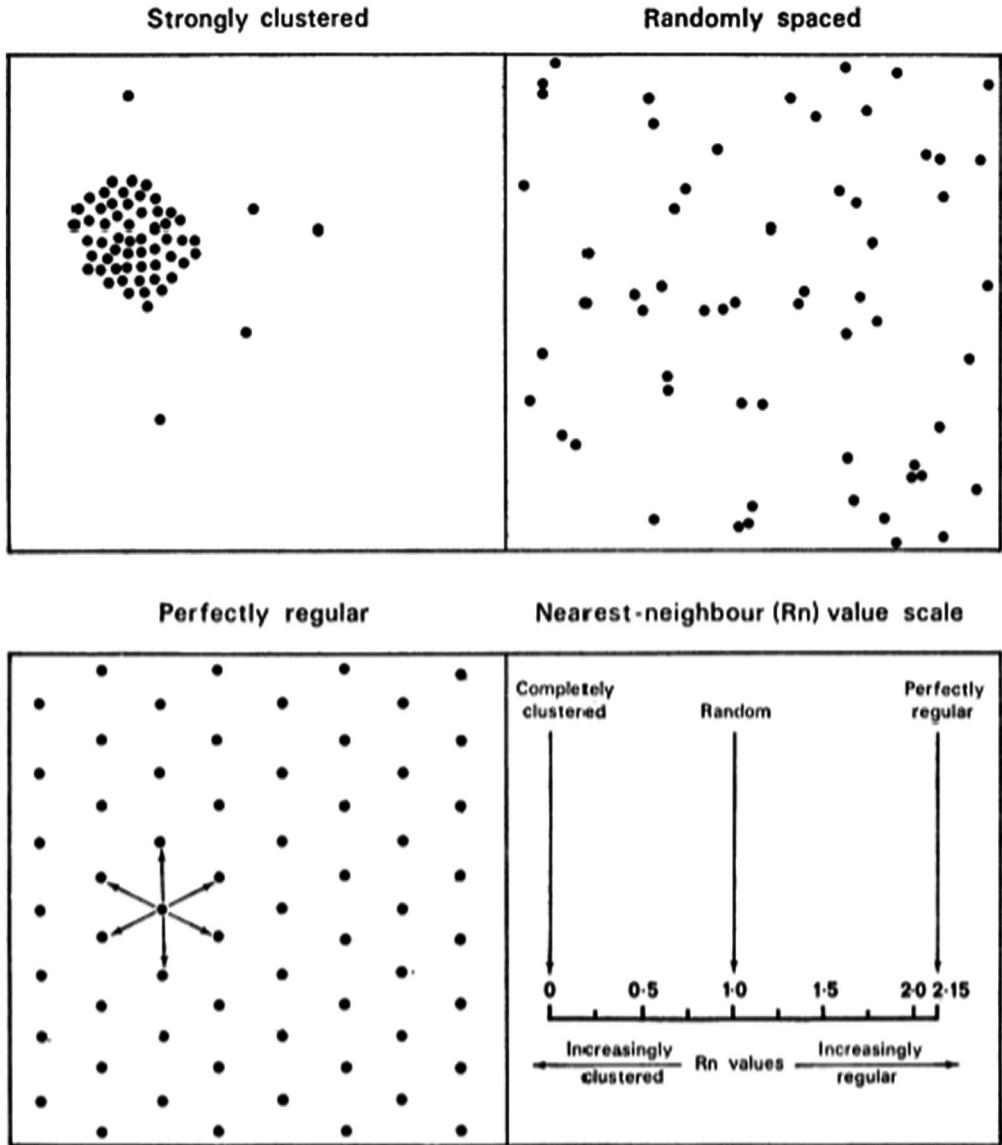 Strongly clustered
Randomly spaced
Perfectly regular
Nearest-neighbour (Rn) value scale
Completely
clustered
Random
Perfectly
regular
0 0·5 1·0 1·5 2·0 2·15
Increasingly
clustered
Rn values
Increasingly
regular